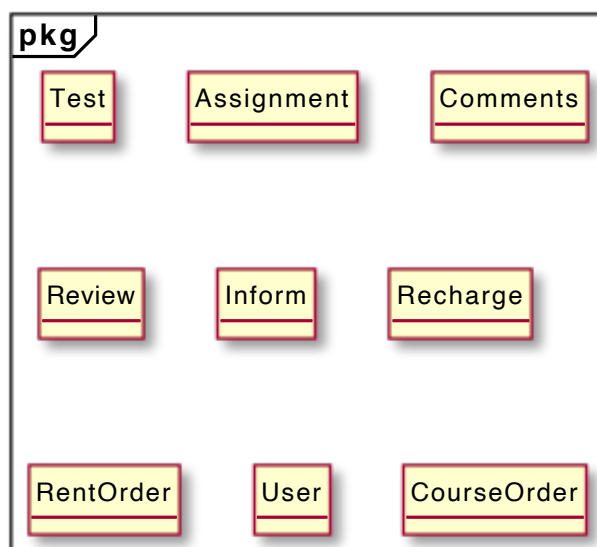 pkg
Test Assignment Comments
Review Inform Recharge
RentOrder User CourseOrder